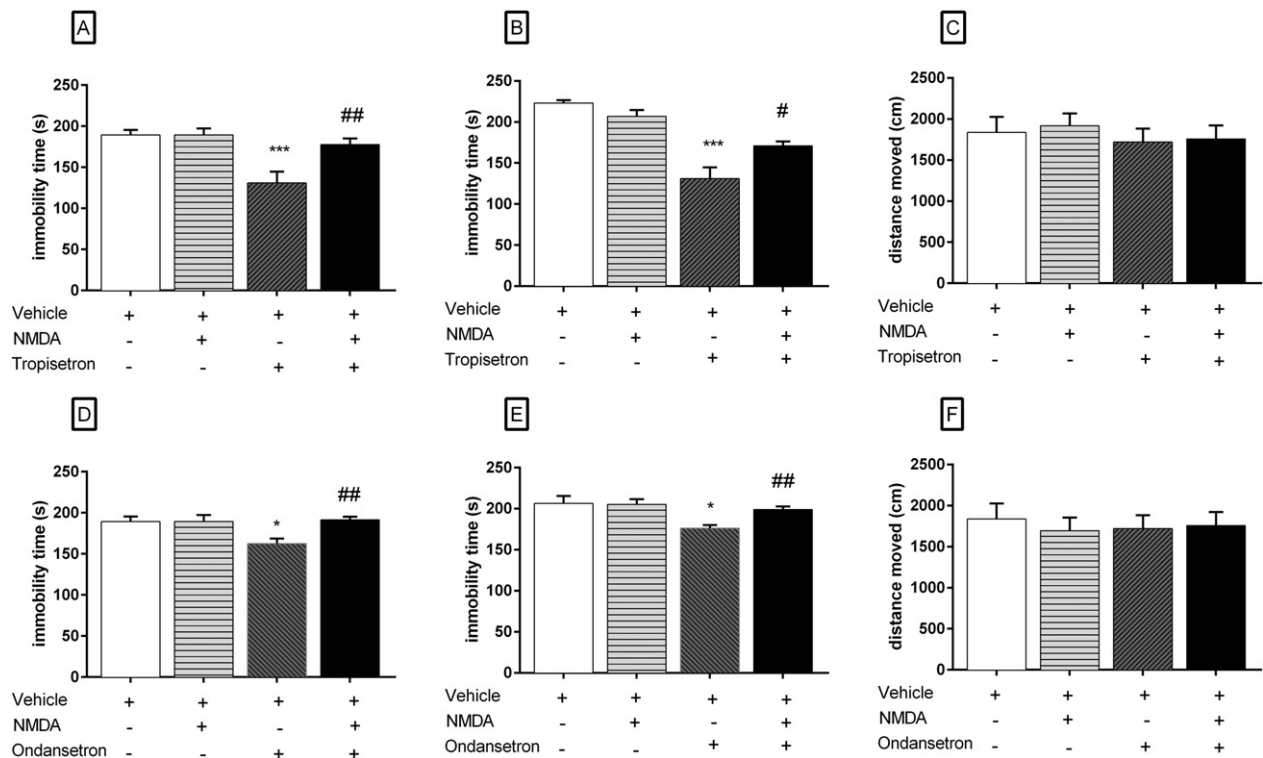 A
immobility time (s)
250
200
150
100
50
0
***
##
Vehicle + + + +
NMDA - + - +
Tropisetron - - + +
B
immobility time (s)
250
200
150
100
50
0
***
#
Vehicle + + + +
NMDA - + - +
Tropisetron - - + +
C
distance moved (cm)
2500
2000
1500
1000
500
0
Vehicle + + + +
NMDA - + - +
Tropisetron - - + +
D
immobility time (s)
250
200
150
100
50
0
*
##
Vehicle + + + +
NMDA - + - +
Ondansetron - - + +
E
immobility time (s)
250
200
150
100
50
0
*
##
Vehicle + + + +
NMDA - + - +
Ondansetron - - + +
F
distance moved (cm)
2500
2000
1500
1000
500
0
Vehicle + + + +
NMDA - + - +
Ondansetron - - + +